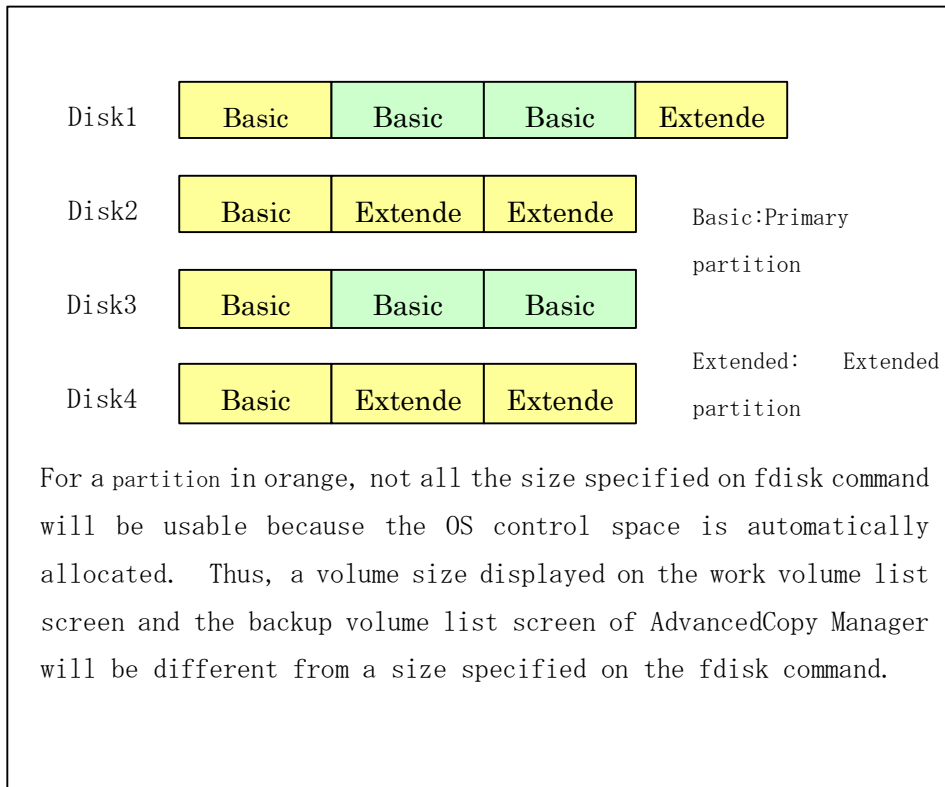 Disk1 Basic Basic Basic Extende
Disk2 Basic Extende Extende
Basic:Primary
partition
Disk3 Basic Basic Basic
Extended: Extended
partition
Disk4 Basic Extende Extende
For a partition in orange, not all the size specified on fdisk command
will be usable because the OS control space is automatically
allocated. Thus, a volume size displayed on the work volume list
screen and the backup volume list screen of AdvancedCopy Manager
will be different from a size specified on the fdisk command.